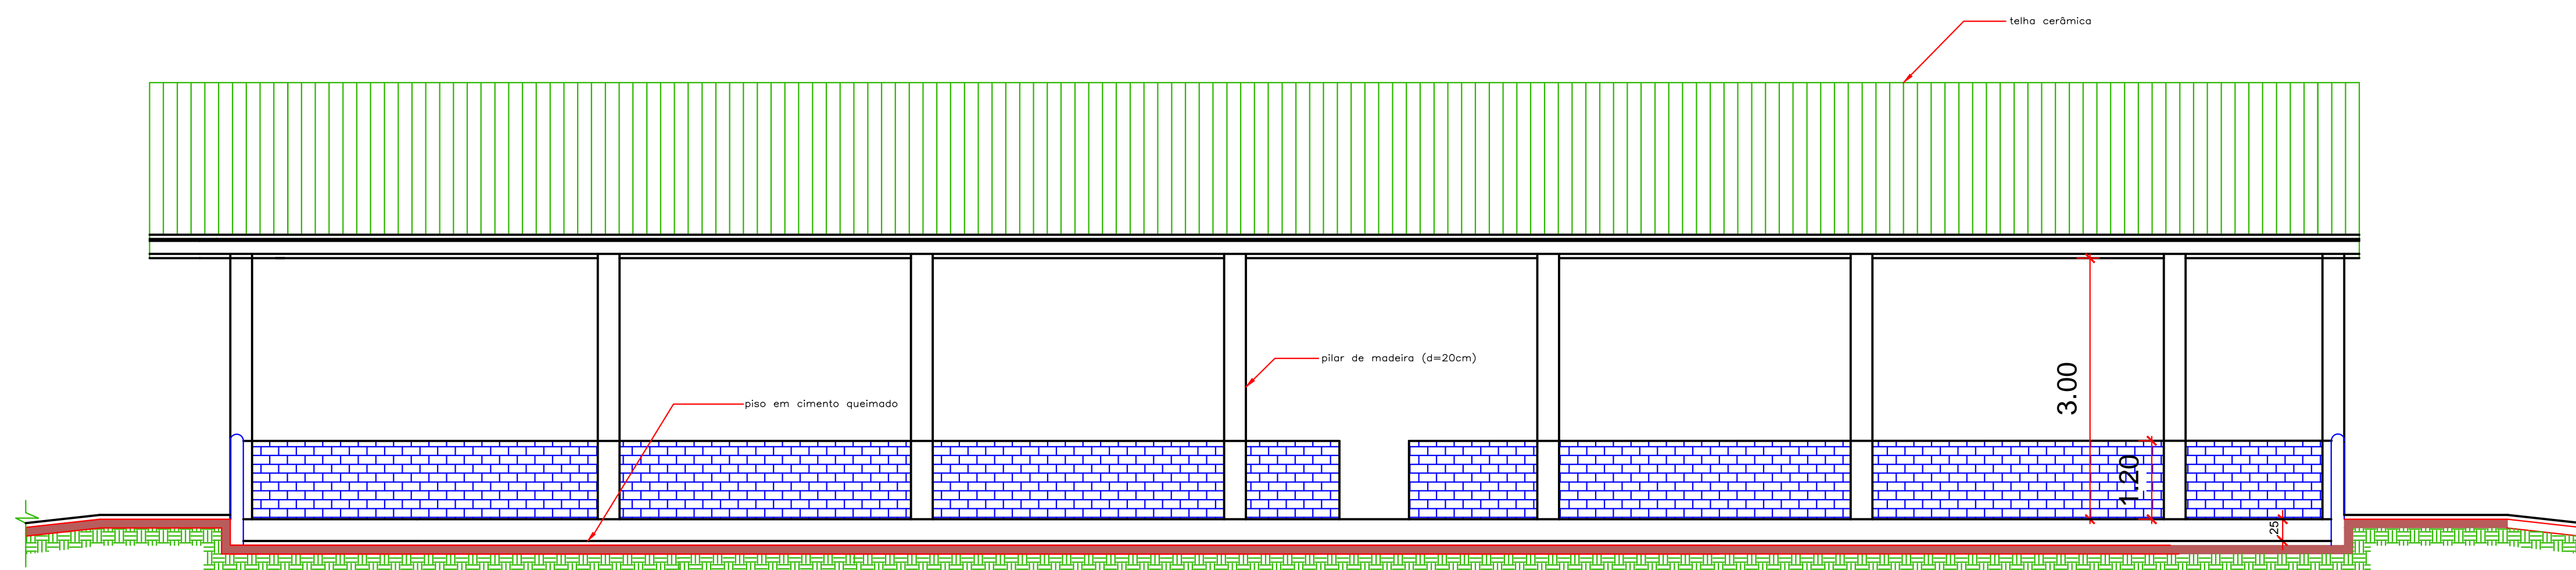 telha cerâmica
pilar de madeira (d=20cm)
piso em cimento queimado
3.00
1.20
25